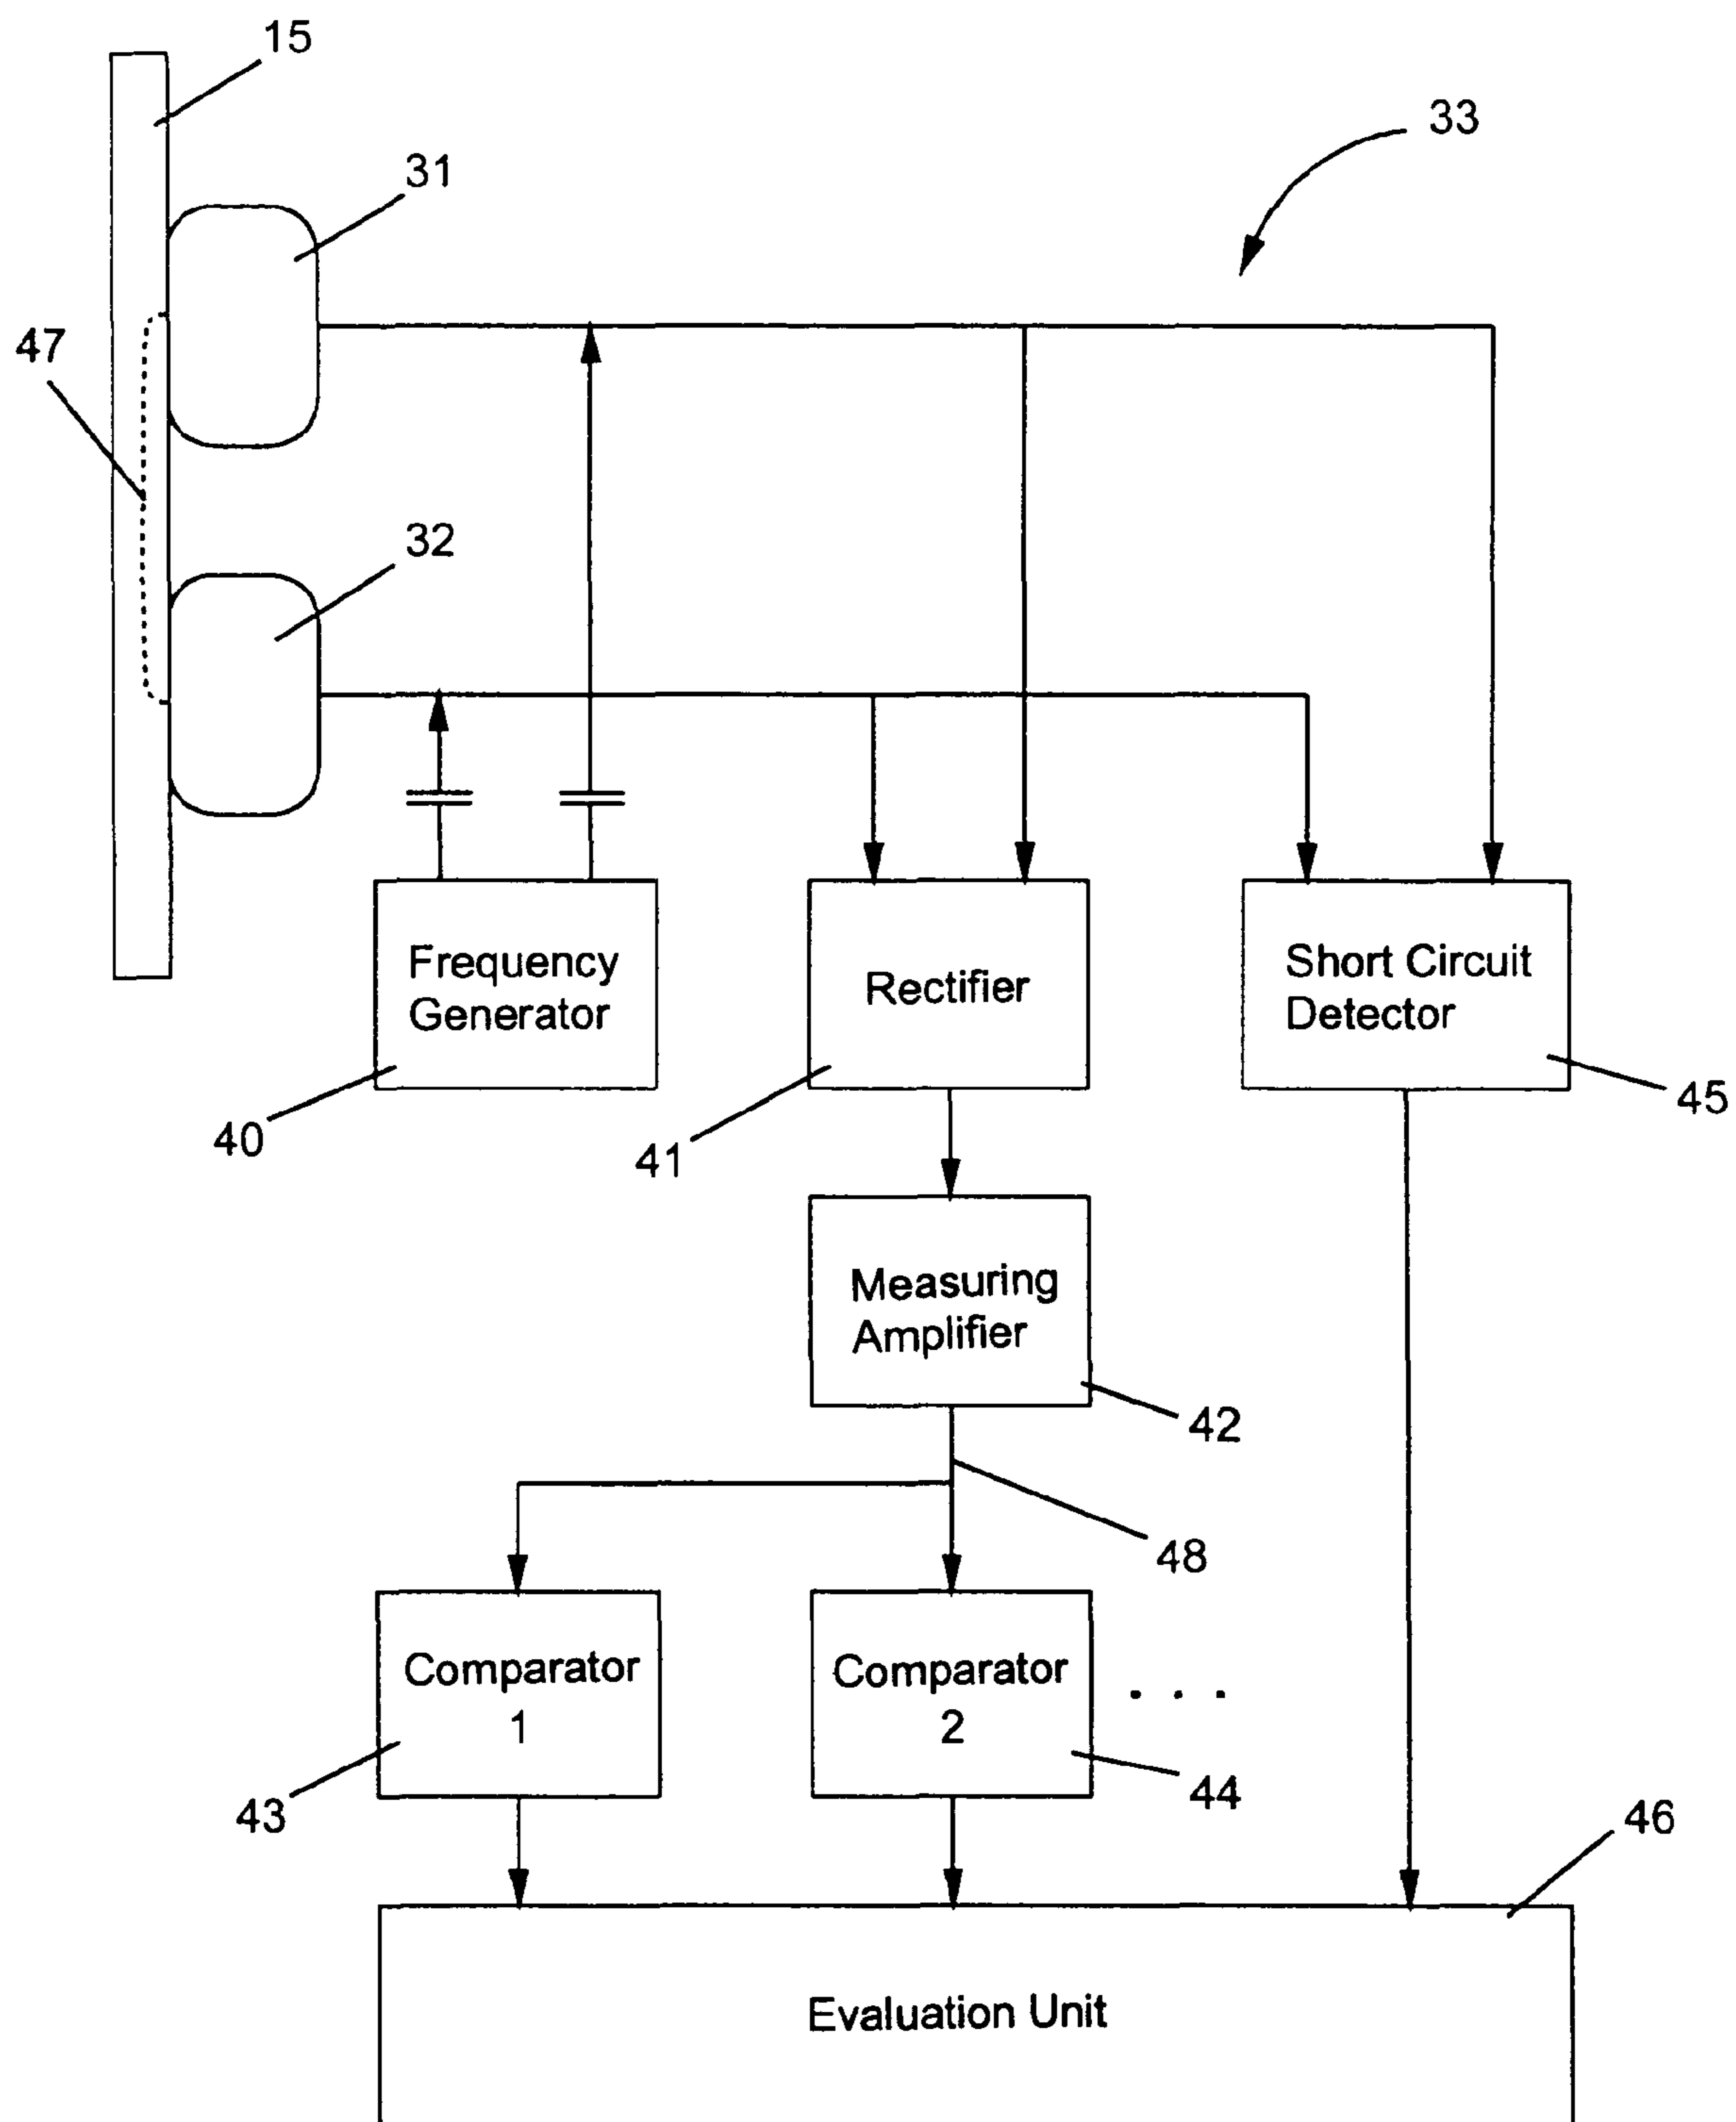 15
33
31
47
32
Frequency
Generator
Rectifier
Short Circuit
Detector
40
41
45
Measuring
Amplifier
42
48
Comparator
1
Comparator
2
. . .
43
44
46
Evaluation Unit